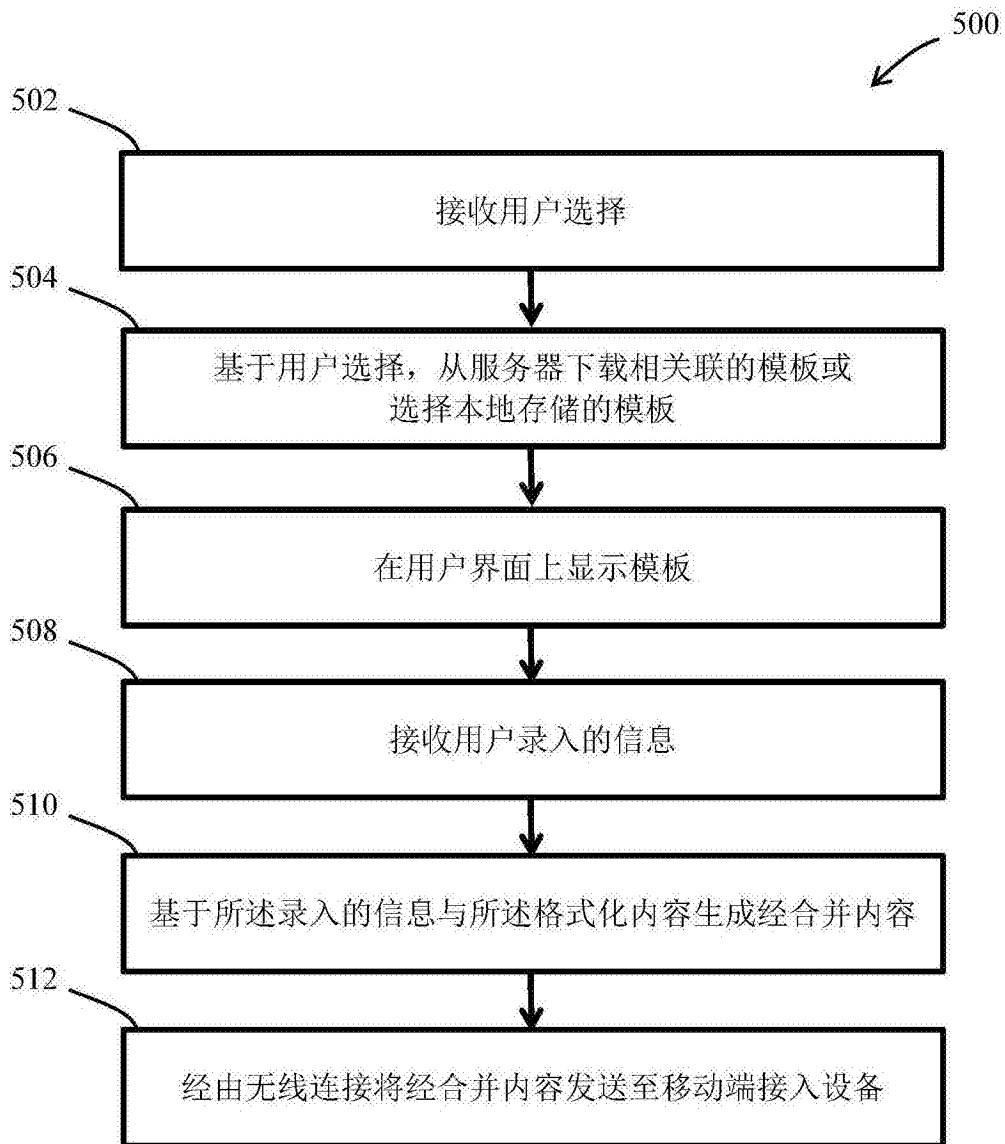 500
502
接收用户选择
504
基于用户选择，从服务器下载相关联的模板或
选择本地存储的模板
506
在用户界面上显示模板
508
接收用户录入的信息
510
基于所述录入的信息与所述格式化内容生成经合并内容
512
经由无线连接将经合并内容发送至移动端接入设备